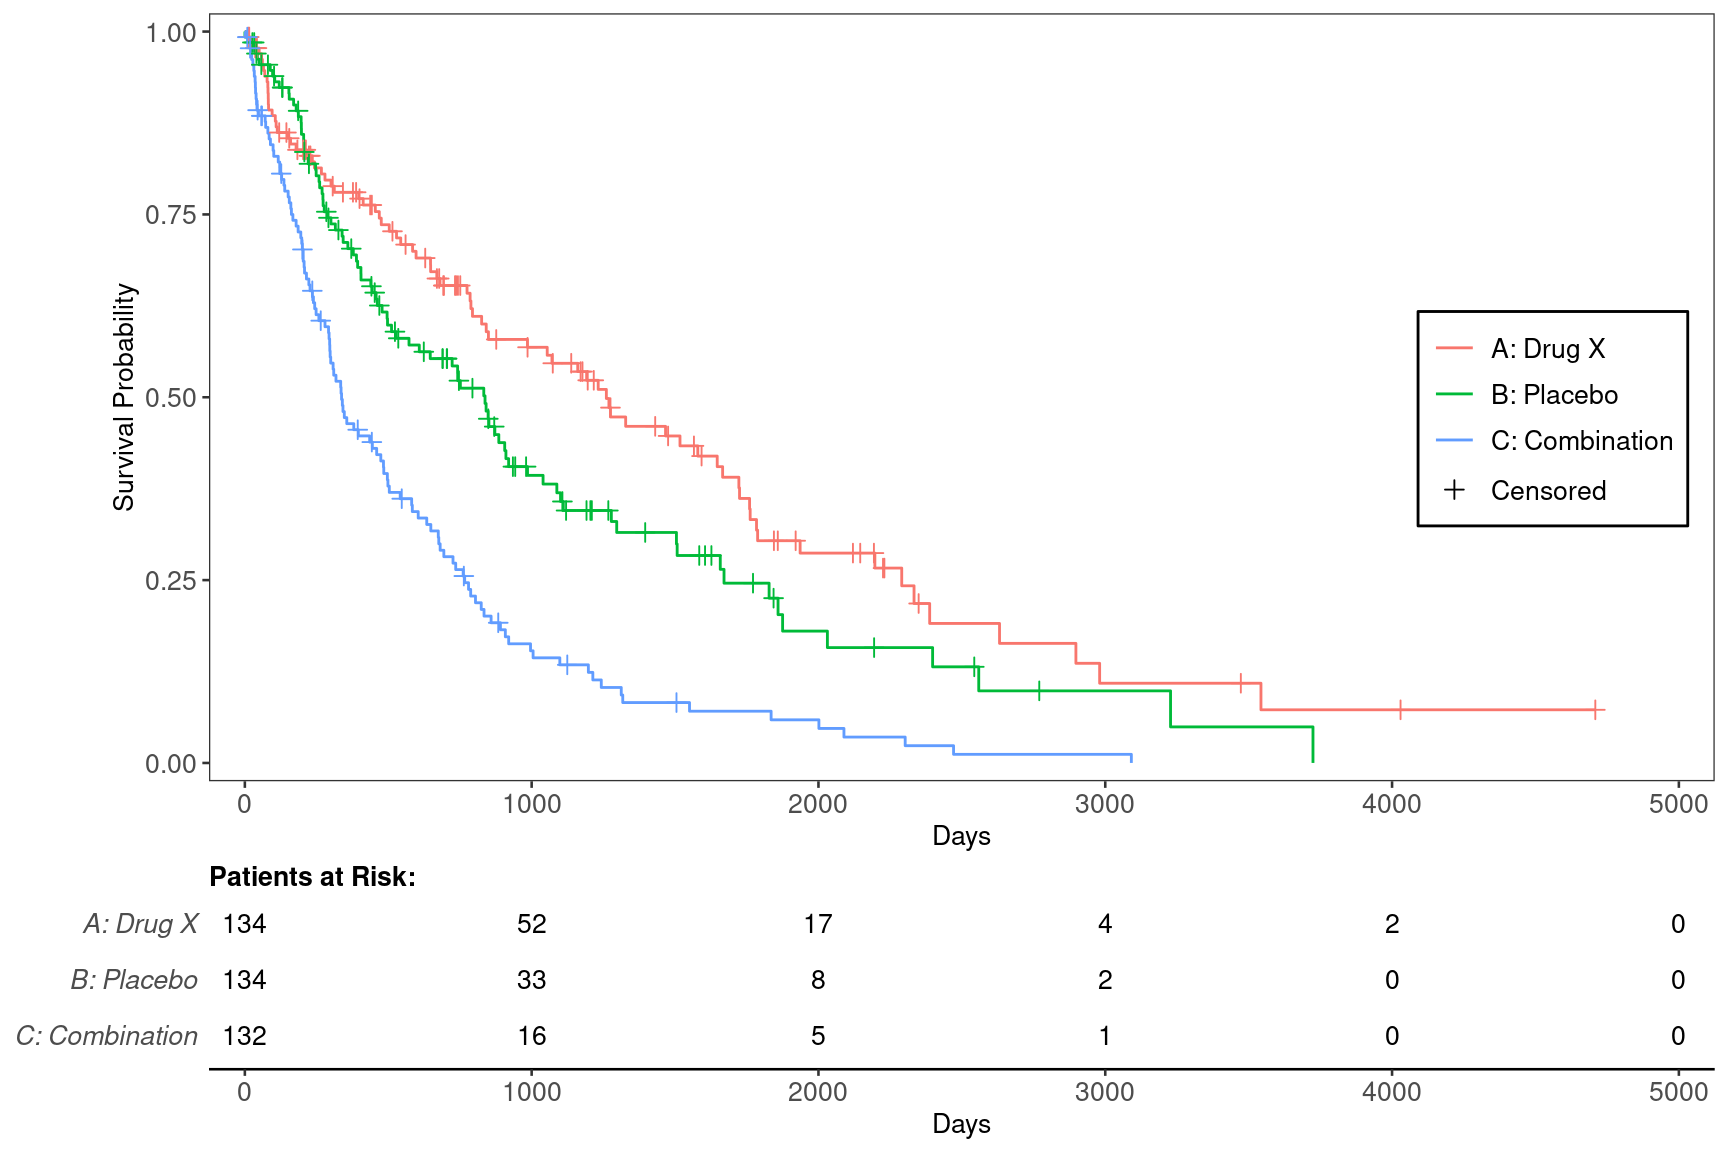 1.00
0.75
0.50
0.25
0.00
Survival Probability
A: Drug X
B: Placebo
C: Combination
Censored
0 1000 2000 3000 4000 5000
Days
Patients at Risk:
A: Drug X 134 52 17 4 2 0
B: Placebo 134 33 8 2 0 0
C: Combination 132 16 5 1 0 0
0 1000 2000 3000 4000 5000
Days